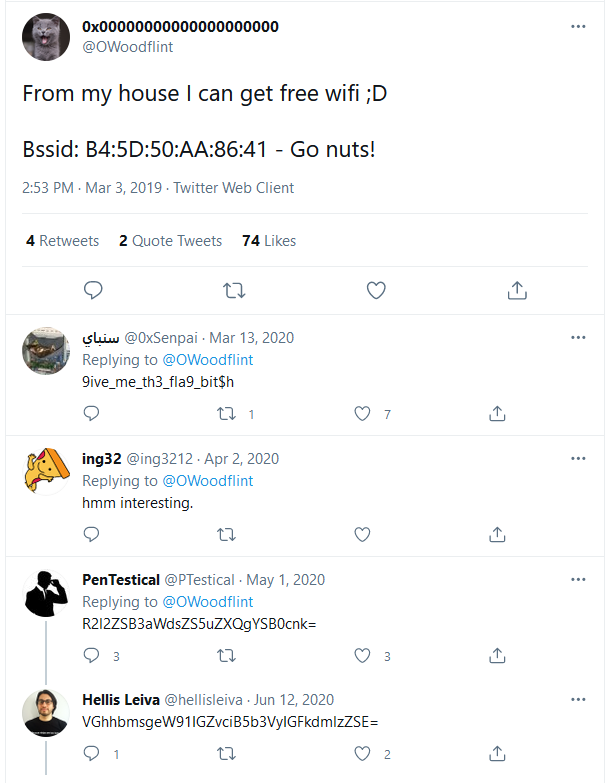 0x00000000000000000000
@OWoodflint
From my house I can get free wifi ;D
Bssid: B4:5D:50:AA:86:41 - Go nuts!
2:53 PM · Mar 3, 2019 · Twitter Web Client
4 Retweets 2 Quote Tweets 74 Likes
سنباي @0xSenpai · Mar 13, 2020
Replying to @OWoodflint
9ive_me_th3_fla9_bit$h
1 7
ing32 @ing3212 · Apr 2, 2020
Replying to @OWoodflint
hmm interesting.
PenTestical @PTestical · May 1, 2020
Replying to @OWoodflint
R2l2ZSB3aWdsZS5uZXQgYSB0cnk=
3 3
Hellis Leiva @hellisleiva · Jun 12, 2020
VGhhbmsgeW91IGZvciB5b3VyIGFkdmlzZSE=
1 2